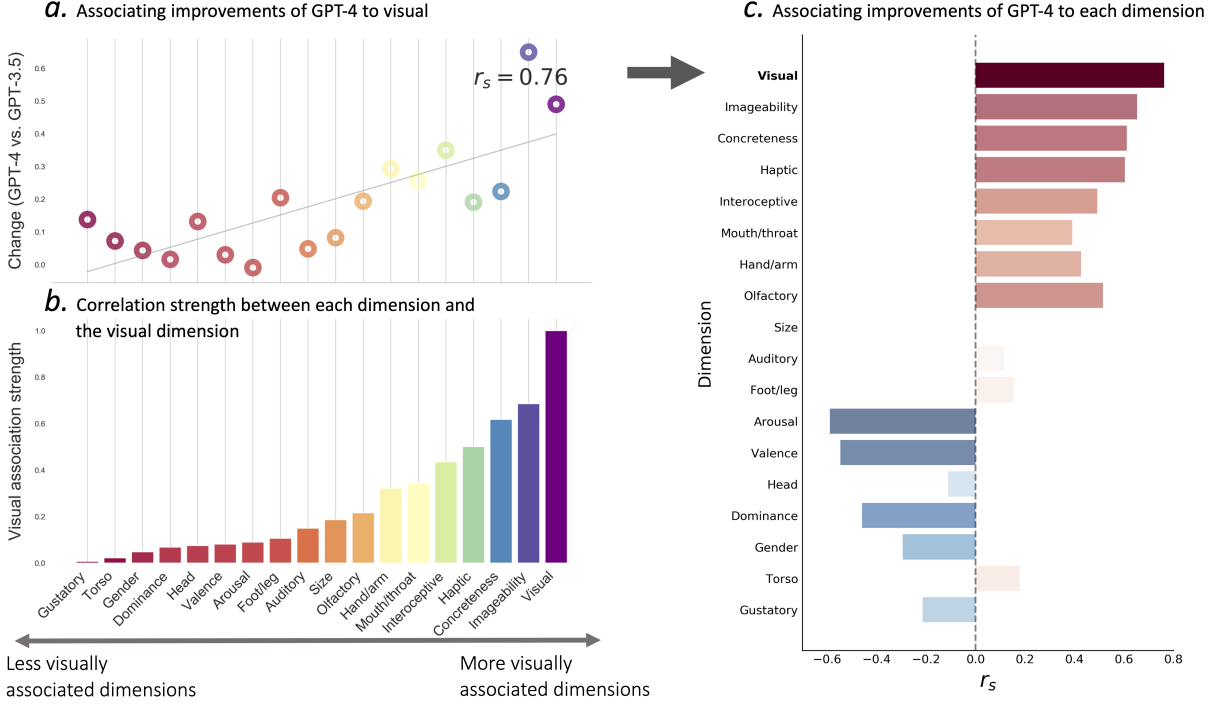 a. Associating improvements of GPT-4 to visual
Change (GPT-4 vs. GPT-3.5)
0.6
0.5
0.4
0.3
0.2
0.1
0.0
rs = 0.76
b. Correlation strength between each dimension and
the visual dimension
Visual association strength
1.0
0.8
0.6
0.4
0.2
0.0
Gustatory
Torso
Gender
Dominance
Head
Valence
Arousal
Foot/leg
Auditory
Size
Olfactory
Hand/arm
Mouth/throat
Interoceptive
Haptic
Concreteness
Imageability
Visual
Less visually
associated dimensions
More visually
associated dimensions
c. Associating improvements of GPT-4 to each dimension
Dimension
Visual
Imageability
Concreteness
Haptic
Interoceptive
Mouth/throat
Hand/arm
Olfactory
Size
Auditory
Foot/leg
Arousal
Valence
Head
Dominance
Gender
Torso
Gustatory
−0.6 −0.4 −0.2 0.0 0.2 0.4 0.6 0.8
rs